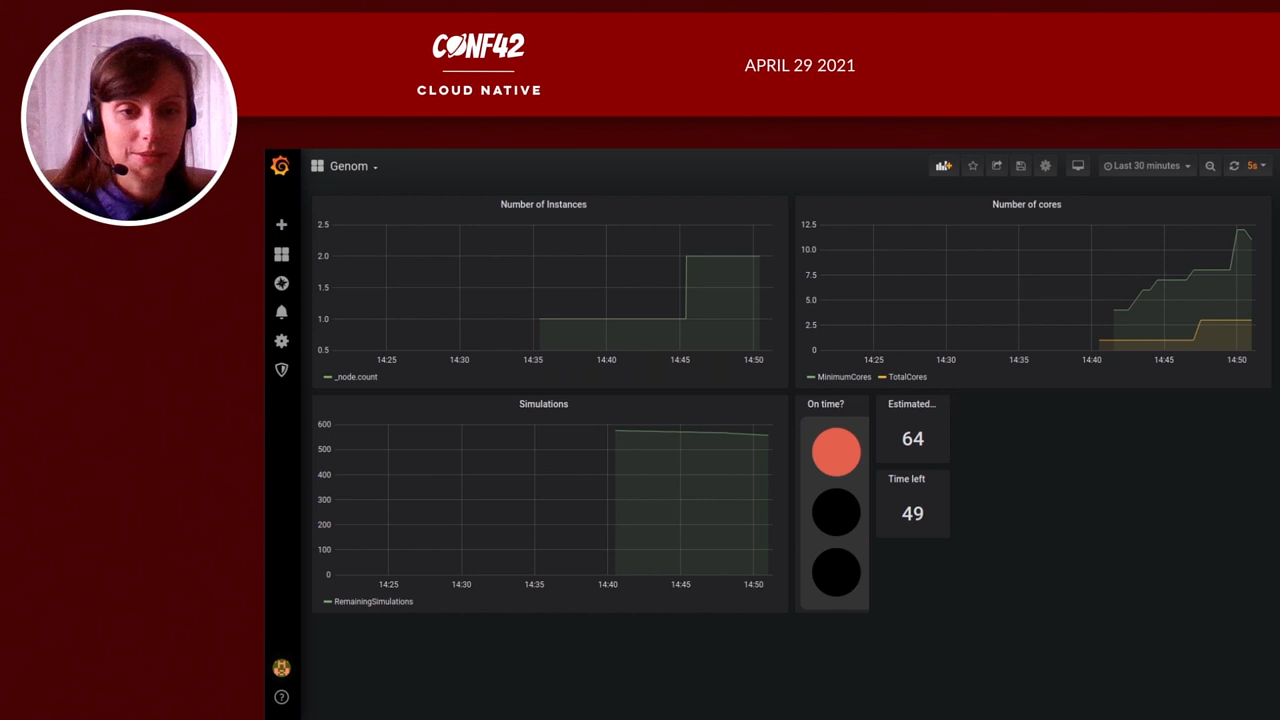 CONF42
CLOUD NATIVE
APRIL 29 2021
Genom
Last 30 minutes
5s
Number of Instances
2.5
2.0
1.5
1.0
0.5
14:25 14:30 14:35 14:40 14:45 14:50
_node.count
Number of cores
12.5
10.0
7.5
5.0
2.5
0
14:25 14:30 14:35 14:40 14:45 14:50
MinimumCores TotalCores
Simulations
600
500
400
300
200
100
0
14:25 14:30 14:35 14:40 14:45 14:50
RemainingSimulations
On time?
Estimated...
64
Time left
49